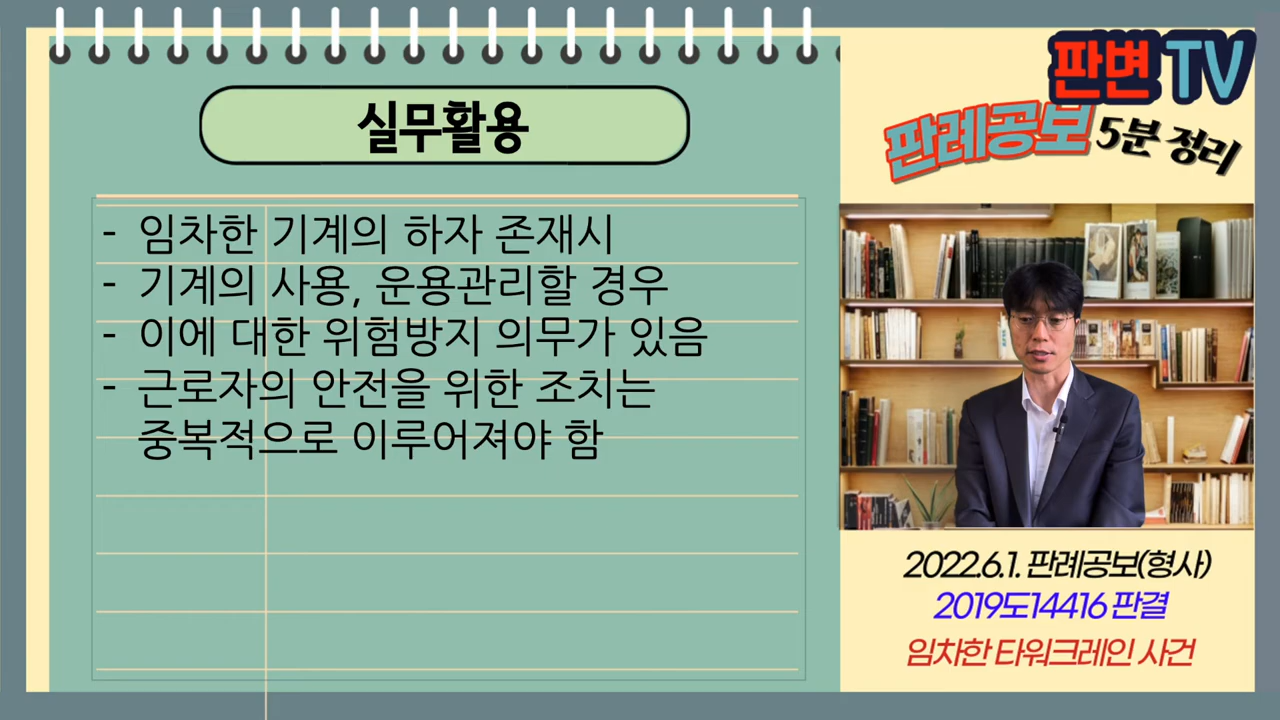 실무활용
- 임차한 기계의 하자 존재시
- 기계의 사용, 운용관리할 경우
- 이에 대한 위험방지 의무가 있음
- 근로자의 안전을 위한 조치는
중복적으로 이루어져야 함
판변 TV
판례공보 5분 정리
2022.6.1. 판례공보(형사)
2019도14416 판결
임차한 타워크레인 사건